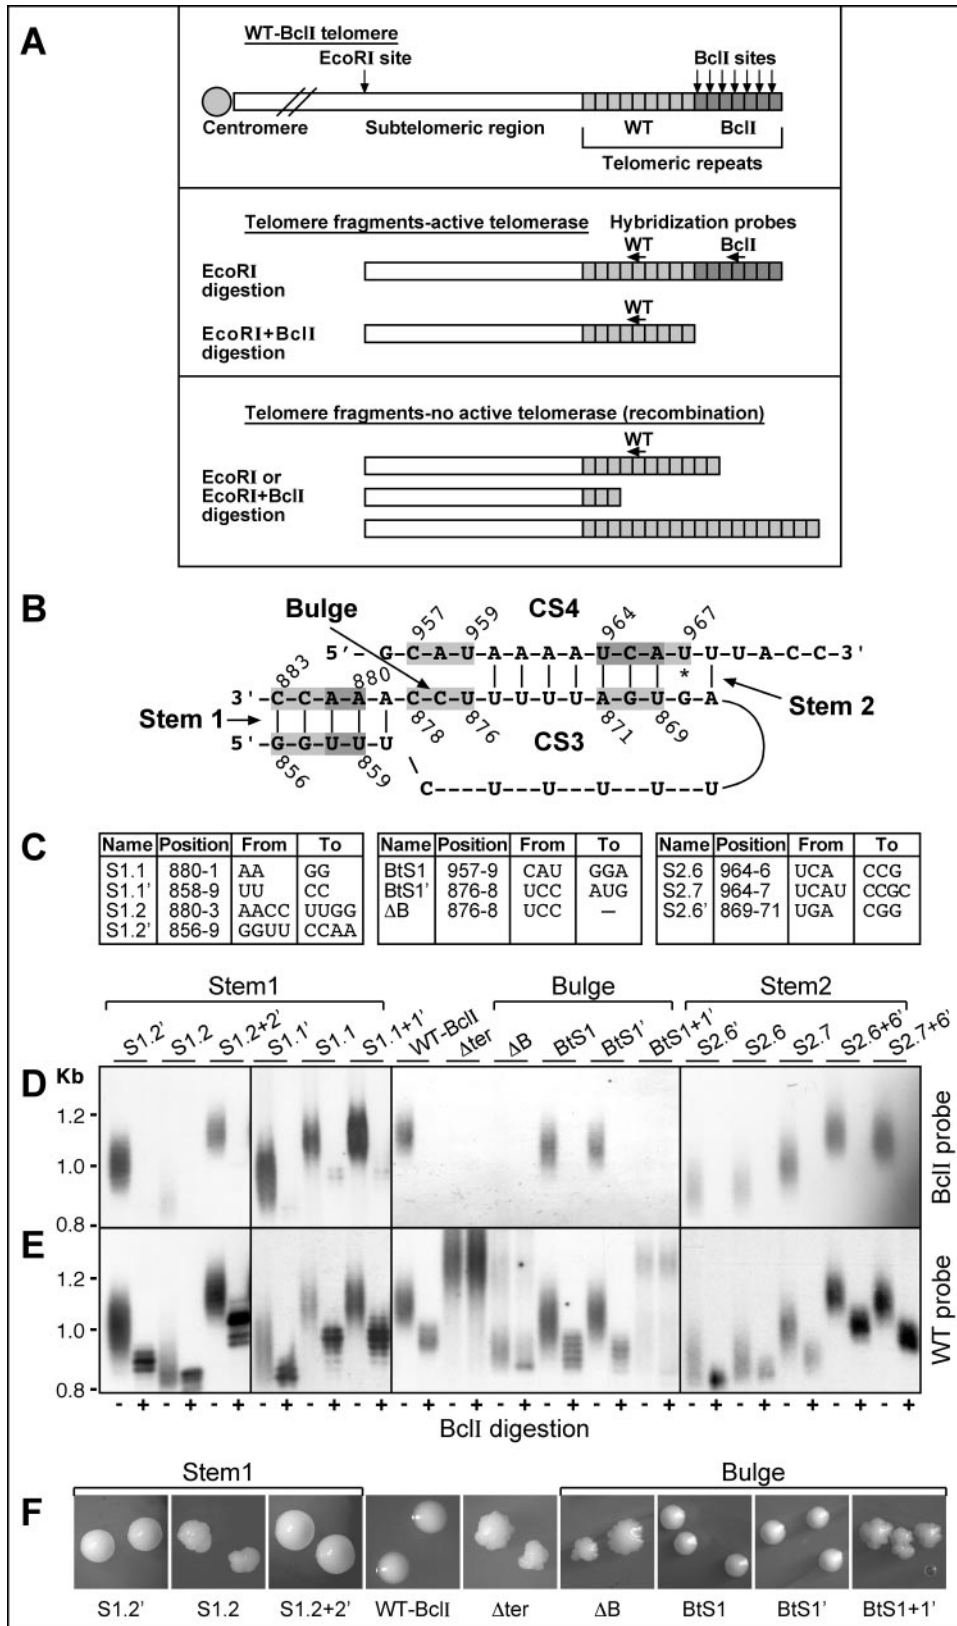 A
WT-BclI telomere
EcoRI site
BclI sites
Centromere
Subtelomeric region
WT
BclI
Telomeric repeats
Telomere fragments-active telomerase
Hybridization probes
WT
BclI
EcoRI
digestion
WT
EcoRI+BclI
digestion
Telomere fragments-no active telomerase (recombination)
WT
EcoRI or
EcoRI+BclI
digestion
B
Bulge
CS4
957 959 964 967
5'-G-C-A-U-A-A-A-A-U-C-A-U-U-U-A-C-C-3'
883 880
*
3'-C-C-A-A-A-C-C-U-U-U-U-U-A-G-U-G-A
Stem 2
Stem 1
878 876 871 869
5'-G-G-U-U-U
CS3
856 859
C----U----U----U----U----U
C
Name Position From To
S1.1 880-1 AA GG
S1.1' 858-9 UU CC
S1.2 880-3 AACC UUGG
S1.2' 856-9 GGUU CCAA
Name Position From To
BtS1 957-9 CAU GGA
BtS1' 876-8 UCC AUG
ΔB 876-8 UCC –
Name Position From To
S2.6 964-6 UCA CCG
S2.7 964-7 UCAU CCGC
S2.6' 869-71 UGA CGG
Stem1
Bulge
Stem2
S1.2' S1.2 S1.2+2' S1.1' S1.1 S1.1+1' WT-BclI Δter ΔB BtS1 BtS1' BtS1+1' S2.6' S2.6 S2.7 S2.6+6' S2.7+6'
D
Kb
1.2
1.0
0.8
BclI probe
E
1.2
1.0
0.8
WT probe
- + - + - + - + - + - + - + - + - + - + - + - + - + - + - + - + - +
BclI digestion
Stem1
Bulge
F
S1.2' S1.2 S1.2+2' WT-BclI Δter ΔB BtS1 BtS1' BtS1+1'